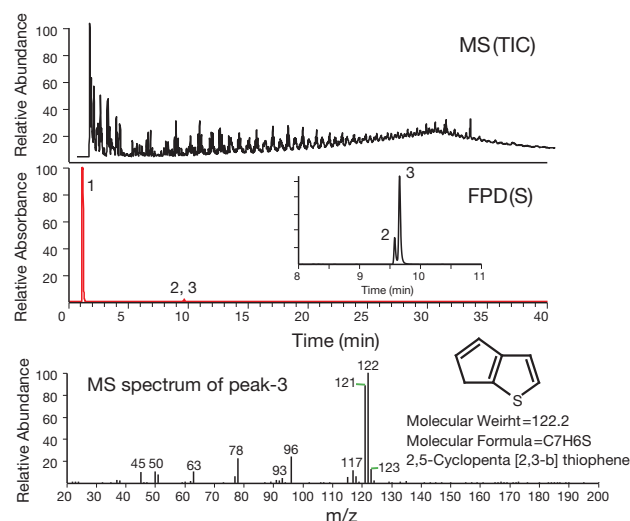 MS(TIC)
Relative Abundance
100
80
60
40
20
FPD(S)
Relative Absorbance
100
80
60
40
20
1
2, 3
3
2
8 9 10 11
Time (min)
0 5 10 15 20 25 30 35 40
Time (min)
MS spectrum of peak-3
Relative Abundance
100
80
60
40
20
0
122
121
96
78
45 50
63
93
117
123
S
Molecular Weirht=122.2
Molecular Formula=C7H6S
2,5-Cyclopenta [2,3-b] thiophene
20 30 40 50 60 70 80 90 100 110 120 130 140 150 160 170 180 190 200
m/z